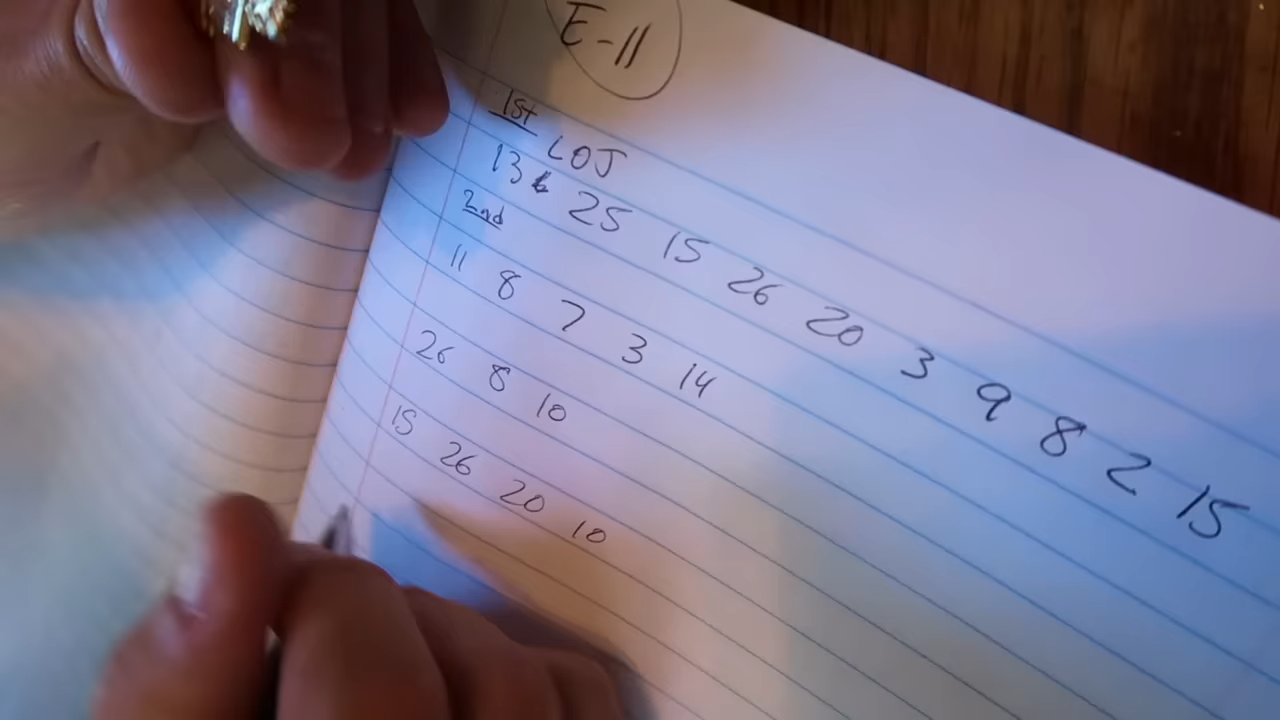 E-11
1st LOJ
13 25 15 26 20 3 9 8 2 15
2nd
11 8 7 3 14
26 8 10
15 26 20 10